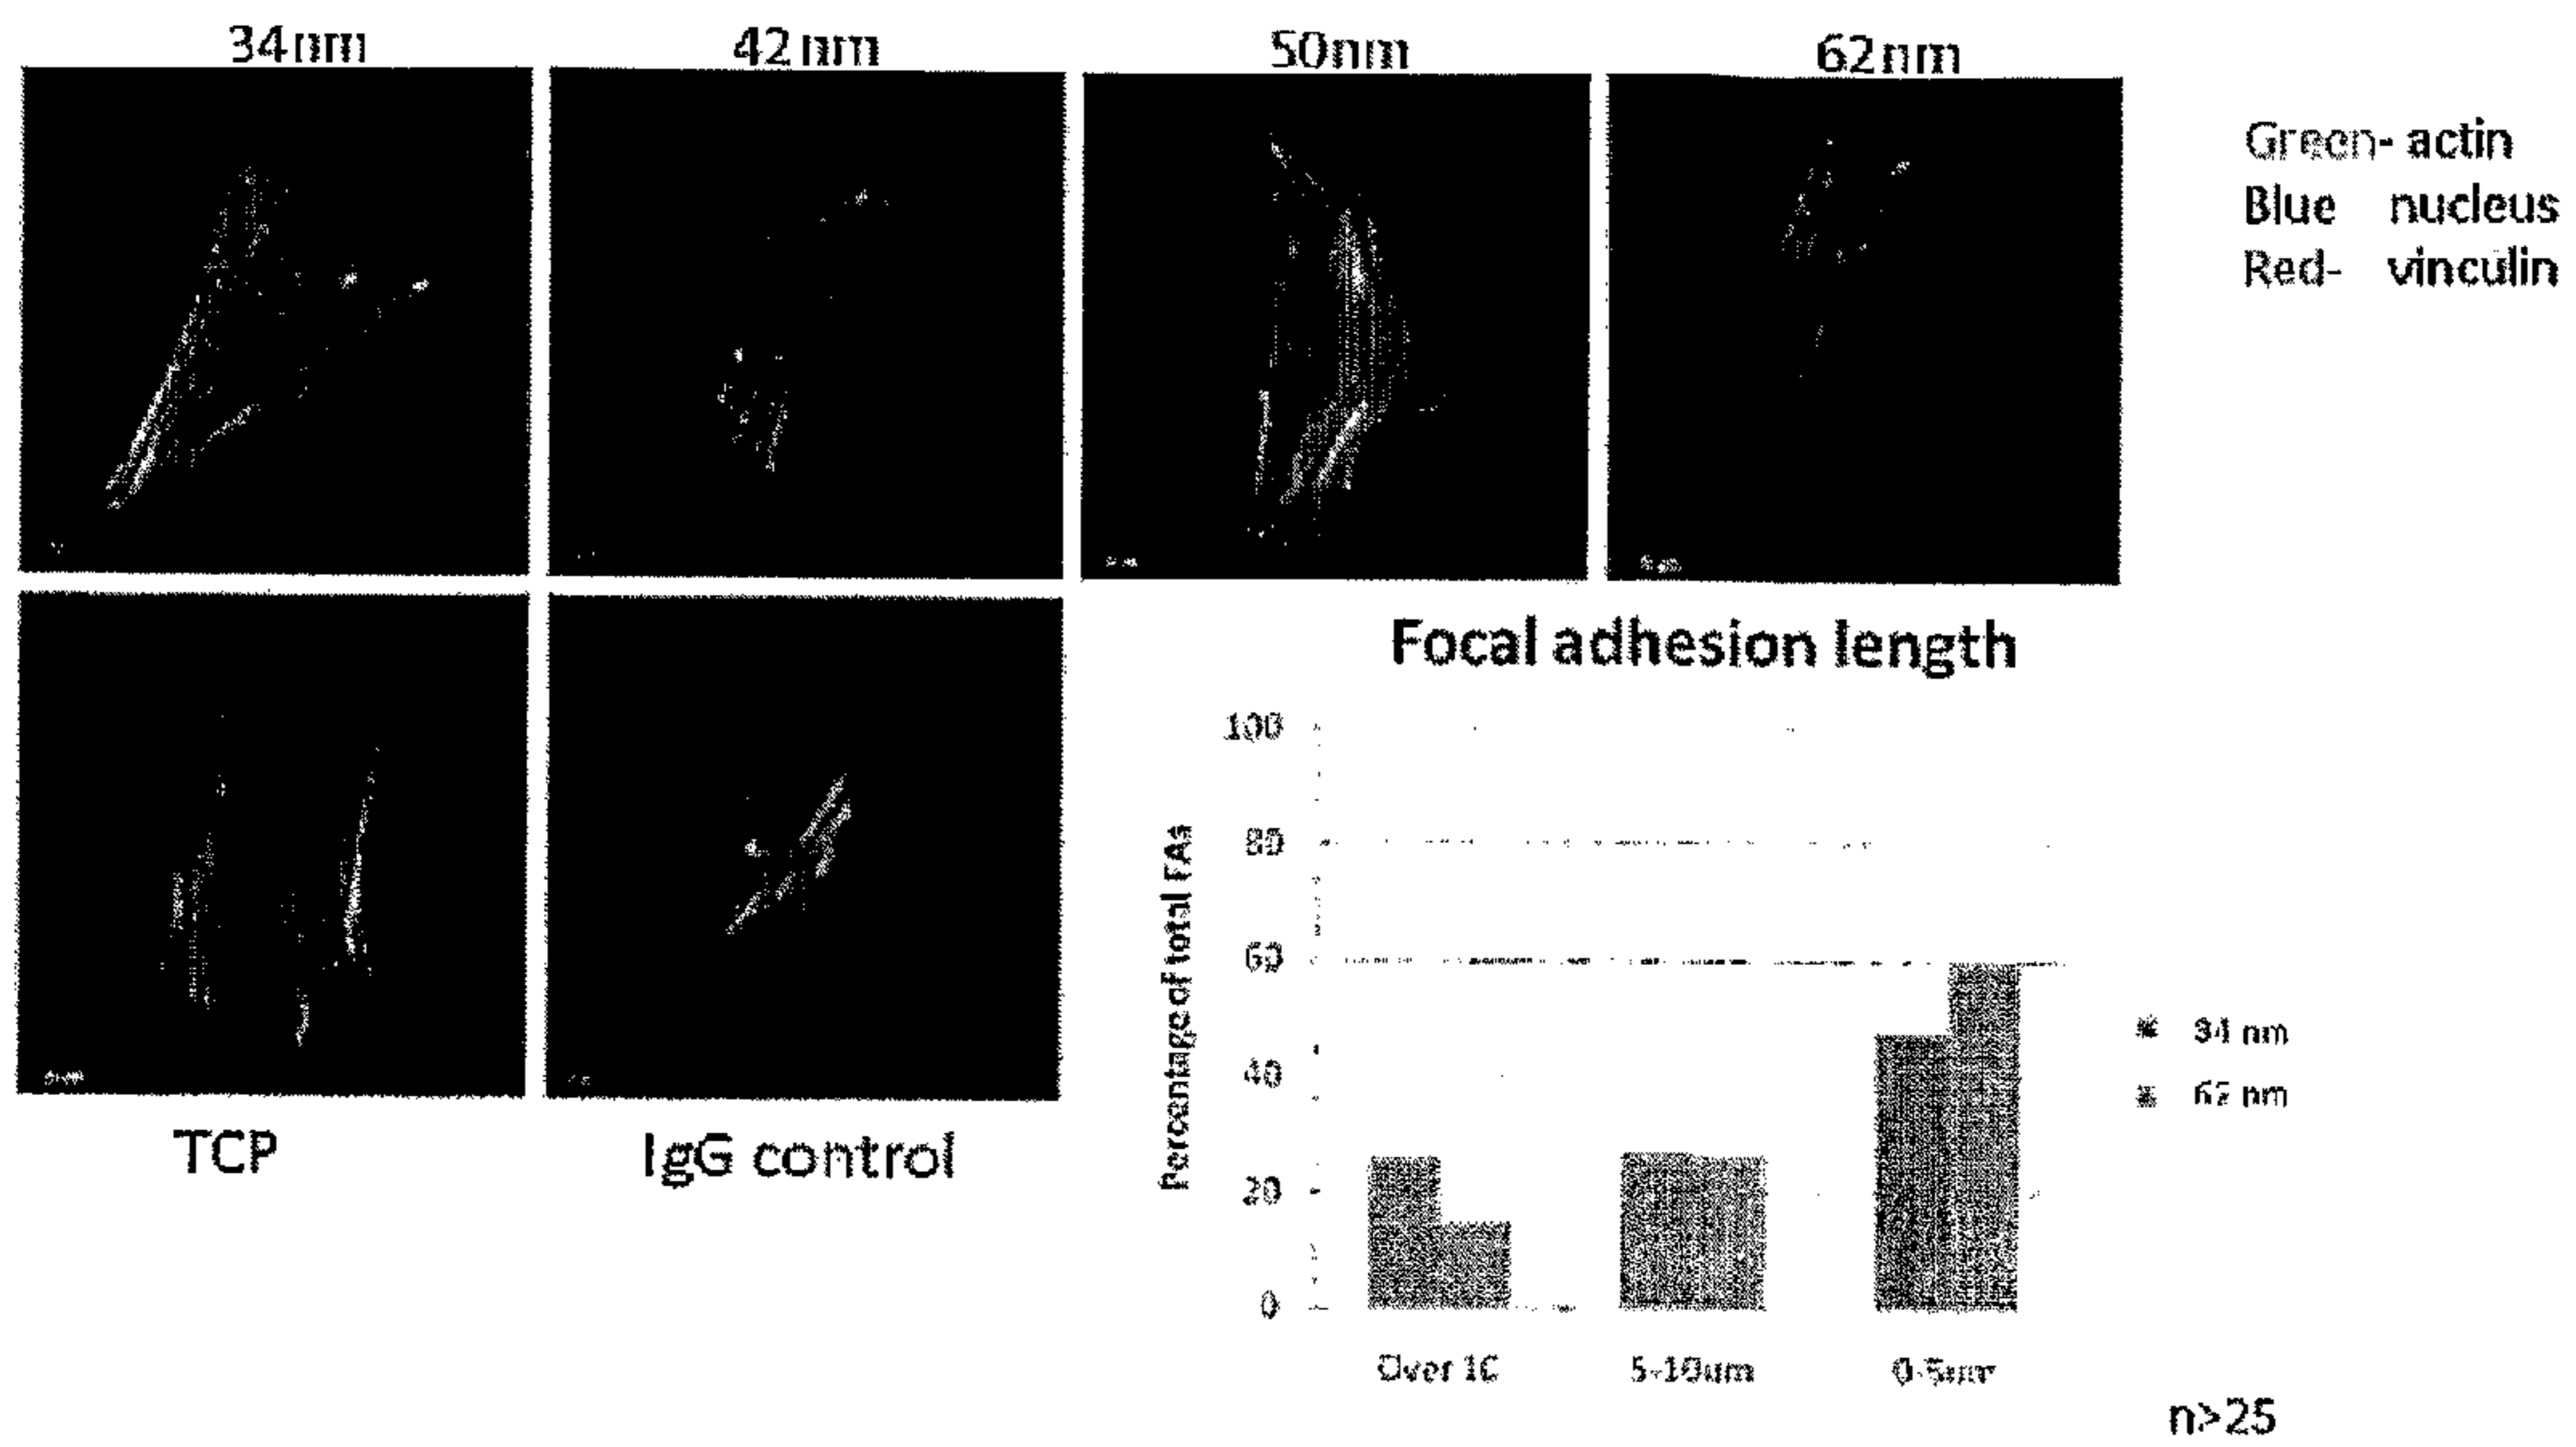 34nm
42nm
50nm
62nm
Green- actin
Blue nucleus
Red- vinculin
TCP
IgG control
Focal adhesion length
Percentage of total FAs
100
80
60
40
20
0
Over 10
5-10um
0-5um
34 nm
62 nm
n>25